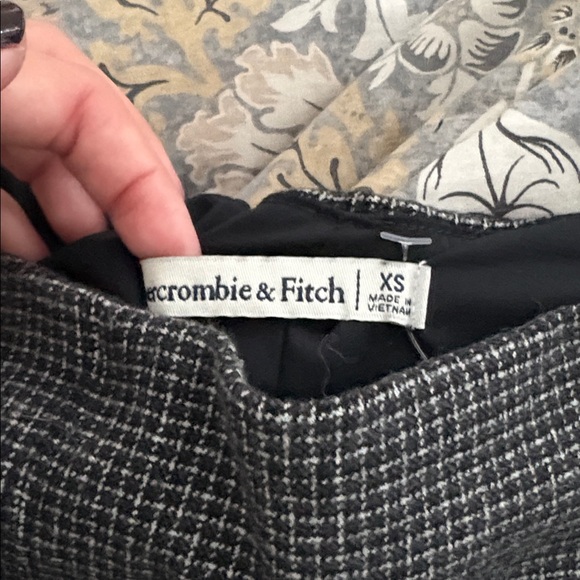 ercrombie & Fitch
XS
MADE IN
VIETNAM